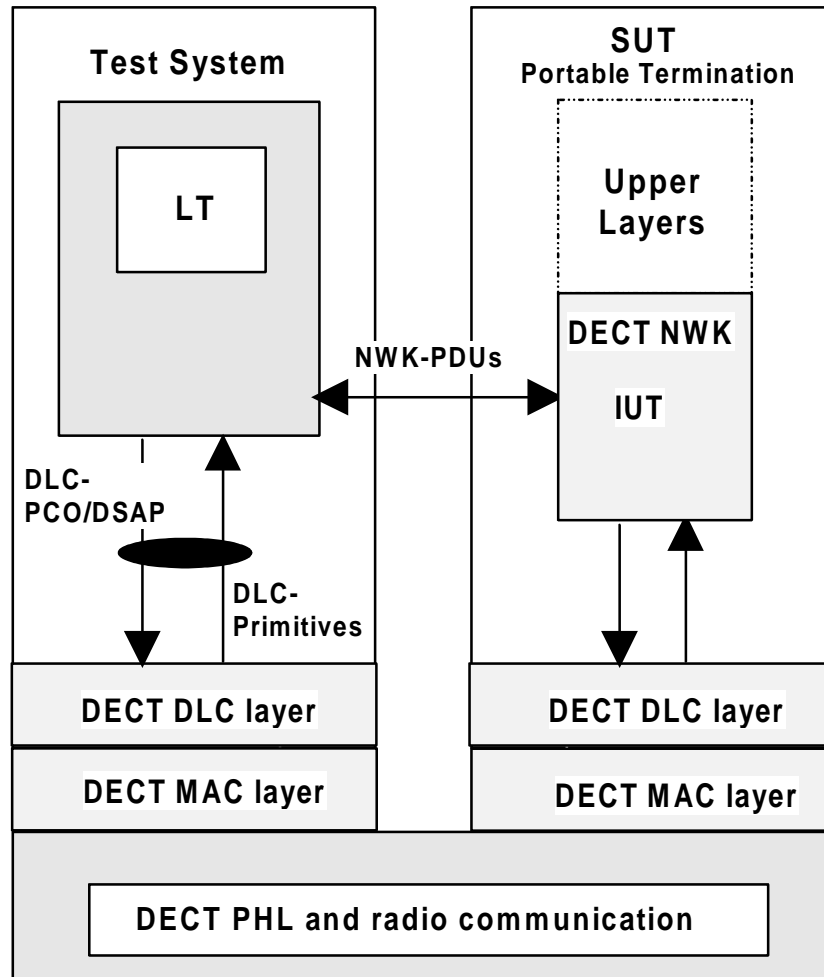 Test System
LT
DLC-
PCO/DSAP
DLC-
Primitives
NWK-PDUs
SUT
Portable Termination
Upper
Layers
DECT NWK
IUT
DECT DLC layer
DECT DLC layer
DECT MAC layer
DECT MAC layer
DECT PHL and radio communication